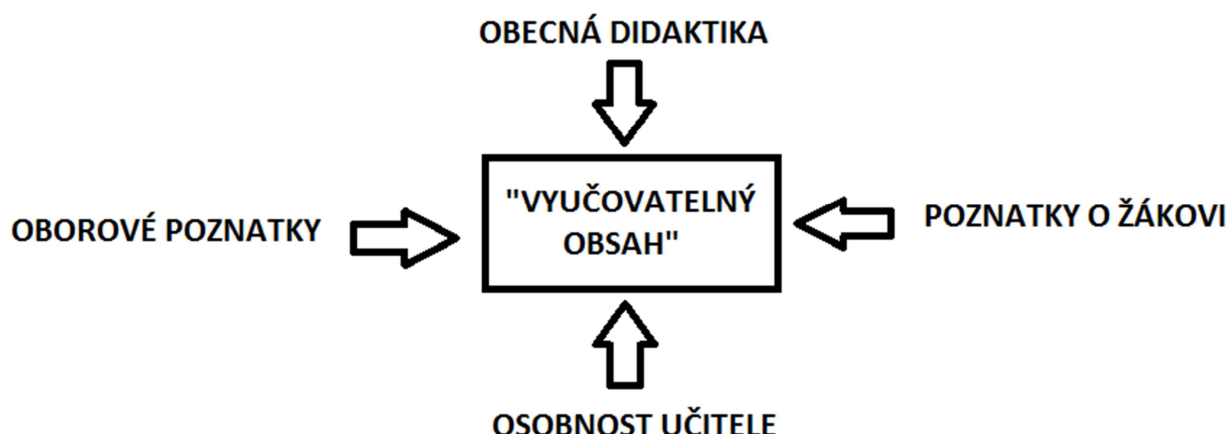 OBECNÁ DIDAKTIKA
"VYUČOVATELNÝ
OBSAH"
OBOROVÉ POZNATKY
POZNATKY O ŽÁKOVI
OSOBNOST UČITELE